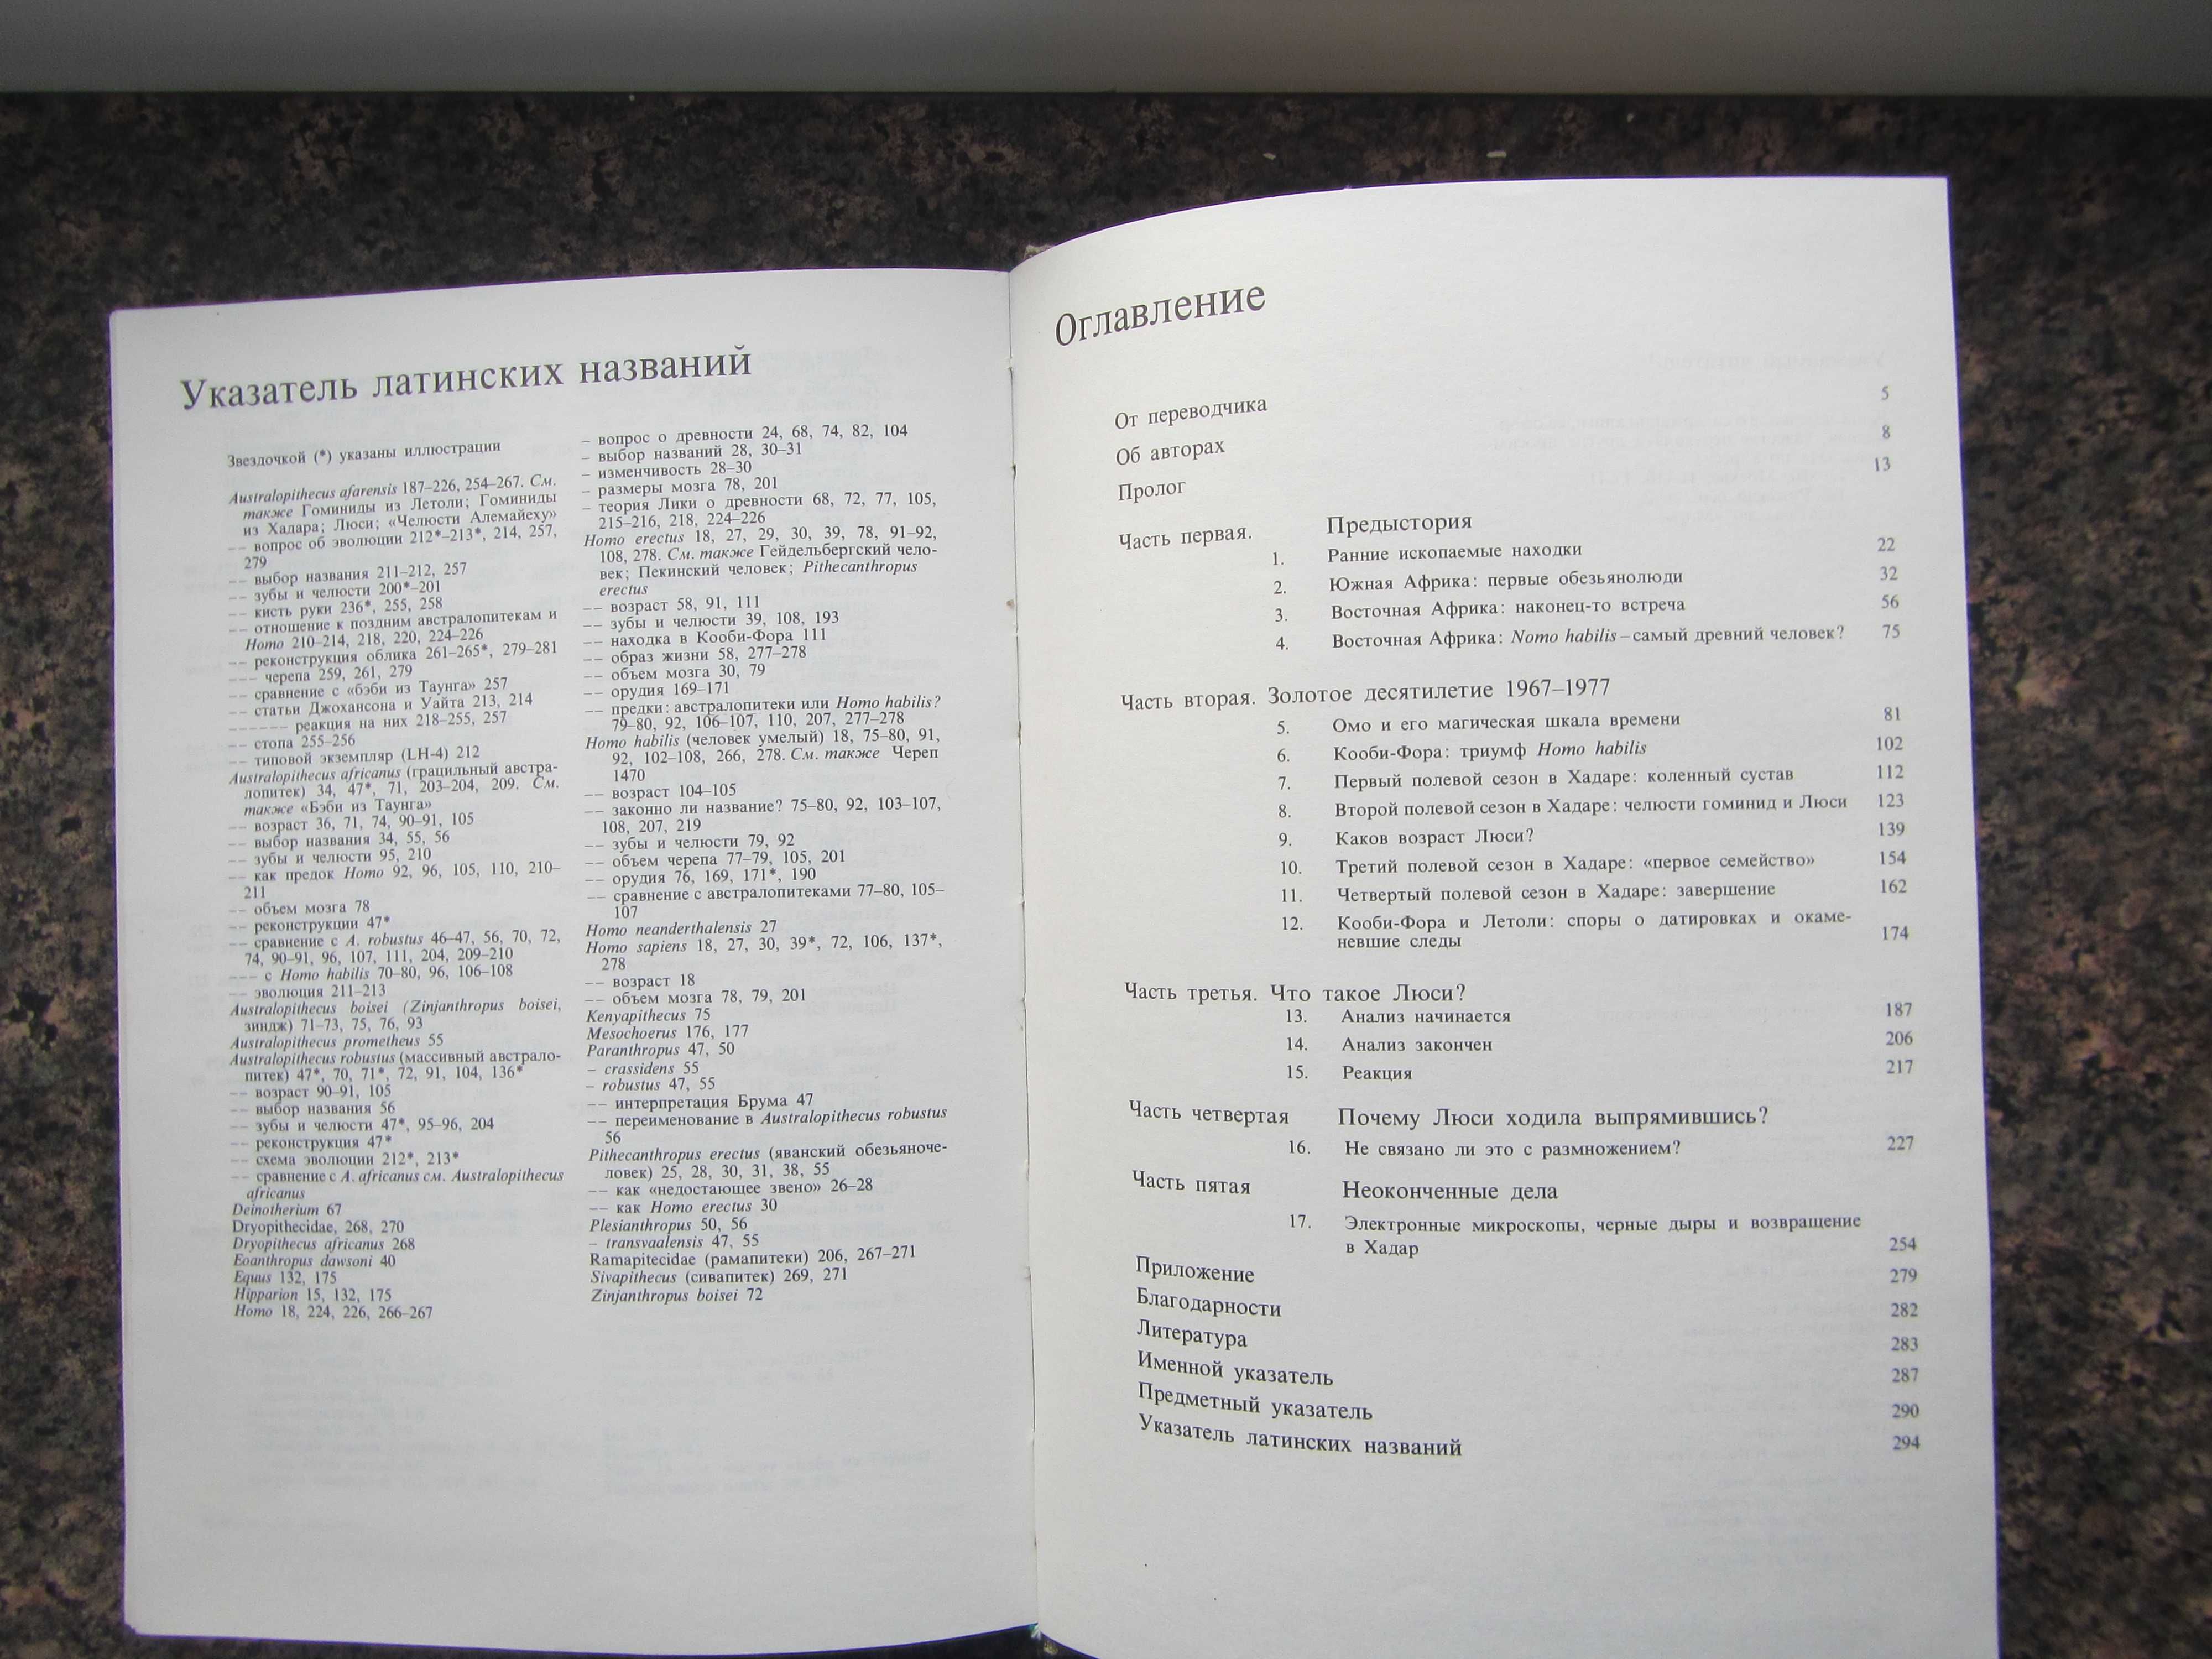 Указатель латинских названий
Звездочкой (*) указаны иллюстрации
Australopithecus afarensis 187–226, 254–267. См.
также Гоминиды из Летоли; Гоминиды
из Хадара; Люси; «Челюсти Алемайеху»
–– вопрос об эволюции 212*–213*, 214, 257,
279
–– выбор названия 211–212, 257
–– зубы и челюсти 200*–201
–– кисть руки 236*, 255, 258
–– отношение к поздним австралопитекам и
Homo 210–214, 218, 220, 224–226
–– реконструкция облика 261–265*, 279–281
––– черепа 259, 261, 279
–– сравнение с «бэби из Таунга» 257
–– статьи Джохансона и Уайта 213, 214
–––––– реакция на них 218–255, 257
–– стопа 255–256
–– типовой экземпляр (LH-4) 212
Australopithecus africanus (грацильный австра-
лопитек) 34, 47*, 71, 203–204, 209. См.
также «Бэби из Таунга»
–– возраст 36, 71, 74, 90–91, 105
–– выбор названия 34, 55, 56
–– зубы и челюсти 95, 210
–– как предок Homo 92, 96, 105, 110, 210–
211
–– объем мозга 78
–– реконструкции 47*
–– сравнение с A. robustus 46–47, 56, 70, 72,
74, 90–91, 96, 107, 111, 204, 209–210
––– с Homo habilis 70–80, 96, 106–108
–– эволюция 211–213
Australopithecus boisei (Zinjanthropus boisei,
зиндж) 71–73, 75, 76, 93
Australopithecus prometheus 55
Australopithecus robustus (массивный австрало-
питек) 47*, 70, 71*, 72, 91, 104, 136*
–– возраст 90–91, 105
–– выбор названия 56
–– зубы и челюсти 47*, 95–96, 204
–– реконструкция 47*
–– схема эволюции 212*, 213*
–– сравнение с A. africanus см. Australopithecus
africanus
Deinotherium 67
Dryopithecidae, 268, 270
Dryopithecus africanus 268
Eoanthropus dawsoni 40
Equus 132, 175
Hipparion 15, 132, 175
Homo 18, 224, 226, 266–267
– вопрос о древности 24, 68, 74, 82, 104
– выбор названий 28, 30–31
– изменчивость 28–30
– размеры мозга 78, 201
– теория Лики о древности 68, 72, 77, 105,
215–216, 218, 224–226
Homo erectus 18, 27, 29, 30, 39, 78, 91–92,
108, 278. См. также Гейдельбергский чело-
век; Пекинский человек; Pithecanthropus
erectus
–– возраст 58, 91, 111
–– зубы и челюсти 39, 108, 193
–– находка в Кооби-Фора 111
–– образ жизни 58, 277–278
–– объем мозга 30, 79
–– орудия 169–171
–– предки: австралопитеки или Homo habilis?
79–80, 92, 106–107, 110, 207, 277–278
Homo habilis (человек умелый) 18, 75–80, 91,
92, 102–108, 266, 278. См. также Череп
1470
–– возраст 104–105
–– законно ли название? 75–80, 92, 103–107,
108, 207, 219
–– зубы и челюсти 79, 92
–– объем черепа 77–79, 105, 201
–– орудия 76, 169, 171*, 190
–– сравнение с австралопитеками 77–80, 105–
107
Homo neanderthalensis 27
Homo sapiens 18, 27, 30, 39*, 72, 106, 137*,
278
–– возраст 18
–– объем мозга 78, 79, 201
Kenyapithecus 75
Mesochoerus 176, 177
Paranthropus 47, 50
– crassidens 55
– robustus 47, 55
–– интерпретация Брума 47
–– переименование в Australopithecus robustus
56
Pithecanthropus erectus (яванский обезьяноче-
ловек) 25, 28, 30, 31, 38, 55
–– как «недостающее звено» 26–28
–– как Homo erectus 30
Plesianthropus 50, 56
– transvaalensis 47, 55
Ramapitecidae (рамапитеки) 206, 267–271
Sivapithecus (сивапитек) 269, 271
Zinjanthropus boisei 72
Оглавление
От переводчика 5
Об авторах 8
Пролог 13
Часть первая. Предыстория
1. Ранние ископаемые находки 22
2. Южная Африка: первые обезьянолюди 32
3. Восточная Африка: наконец-то встреча 56
4. Восточная Африка: Nomo habilis–самый древний человек? 75
Часть вторая. Золотое десятилетие 1967–1977
5. Омо и его магическая шкала времени 81
6. Кооби-Фора: триумф Homo habilis 102
7. Первый полевой сезон в Хадаре: коленный сустав 112
8. Второй полевой сезон в Хадаре: челюсти гоминид и Люси 123
9. Каков возраст Люси? 139
10. Третий полевой сезон в Хадаре: «первое семейство» 154
11. Четвертый полевой сезон в Хадаре: завершение 162
12. Кооби-Фора и Летоли: споры о датировках и окаме-
невшие следы 174
Часть третья. Что такое Люси?
13. Анализ начинается 187
14. Анализ закончен 206
15. Реакция 217
Часть четвертая Почему Люси ходила выпрямившись?
16. Не связано ли это с размножением? 227
Часть пятая Неоконченные дела
17. Электронные микроскопы, черные дыры и возвращение
в Хадар 254
Приложение 279
Благодарности 282
Литература 283
Именной указатель 287
Предметный указатель 290
Указатель латинских названий 294